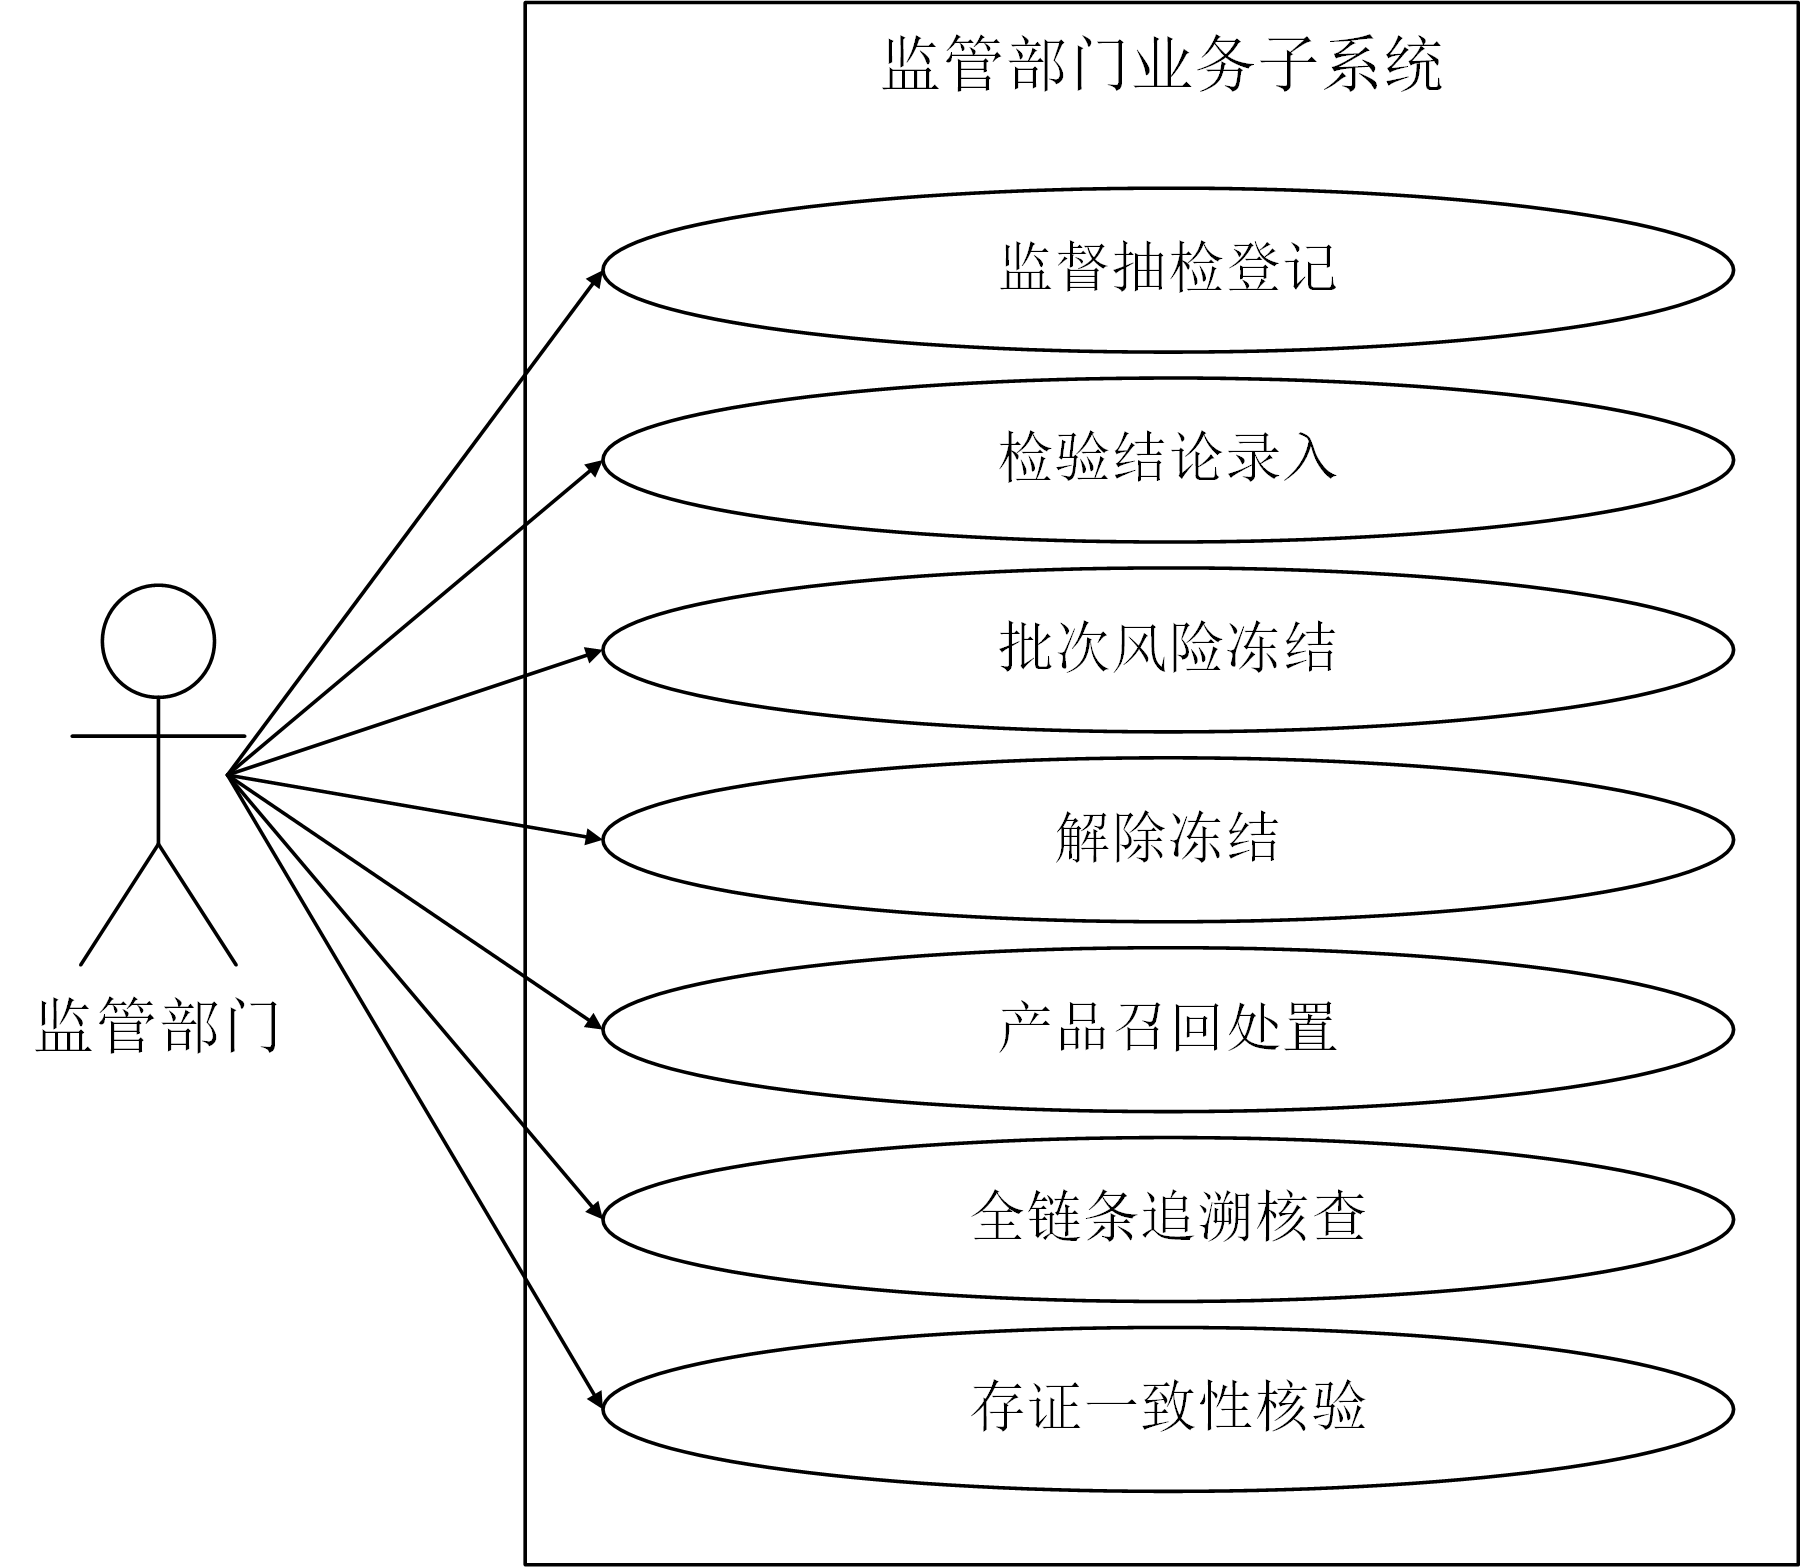 监管部门业务子系统
监督抽检登记
检验结论录入
批次风险冻结
解除冻结
产品召回处置
全链条追溯核查
存证一致性核验
监管部门